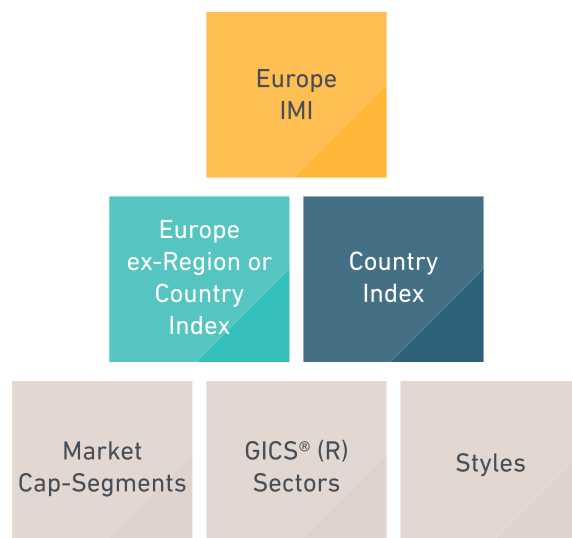 Europe
IMI
Europe
ex-Region or
Country
Index
Country
Index
Market
Cap-Segments
GICS® (R)
Sectors
Styles